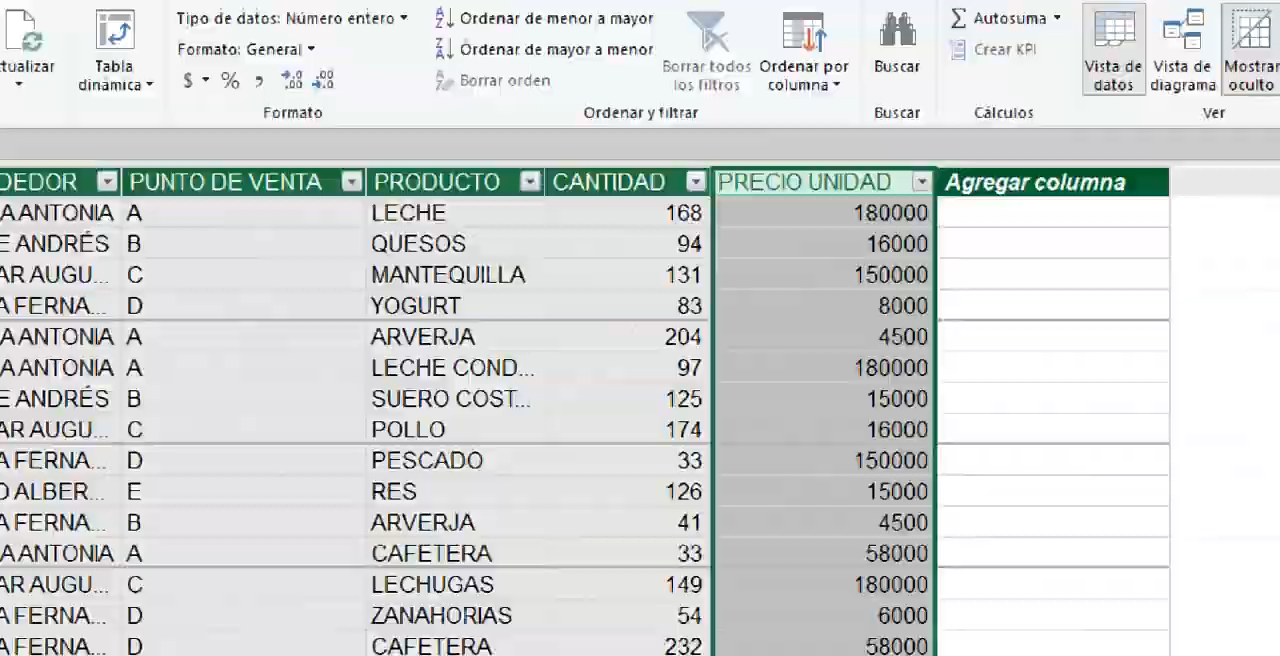 Tipo de datos: Número entero
Ordenar de menor a mayor
Autosuma
Formato: General
Ordenar de mayor a menor
Crear KPI
$ % ,
Borrar orden
ctualizar
Tabla dinámica
Borrar todos los filtros
Ordenar por columna
Buscar
Vista de datos
Vista de diagrama
Mostrar oculto
Formato
Ordenar y filtrar
Buscar
Cálculos
Ver
DEDOR PUNTO DE VENTA PRODUCTO CANTIDAD PRECIO UNIDAD Agregar columna
A ANTONIA A LECHE 168 180000
E ANDRÉS B QUESOS 94 16000
AR AUGU... C MANTEQUILLA 131 150000
A FERNA... D YOGURT 83 8000
A ANTONIA A ARVERJA 204 4500
A ANTONIA A LECHE COND... 97 180000
E ANDRÉS B SUERO COST... 125 15000
AR AUGU... C POLLO 174 16000
A FERNA... D PESCADO 33 150000
O ALBER... E RES 126 15000
A FERNA... B ARVERJA 41 4500
A ANTONIA A CAFETERA 33 58000
AR AUGU... C LECHUGAS 149 180000
A FERNA... D ZANAHORIAS 54 6000
A FERNA... D CAFETERA 232 58000